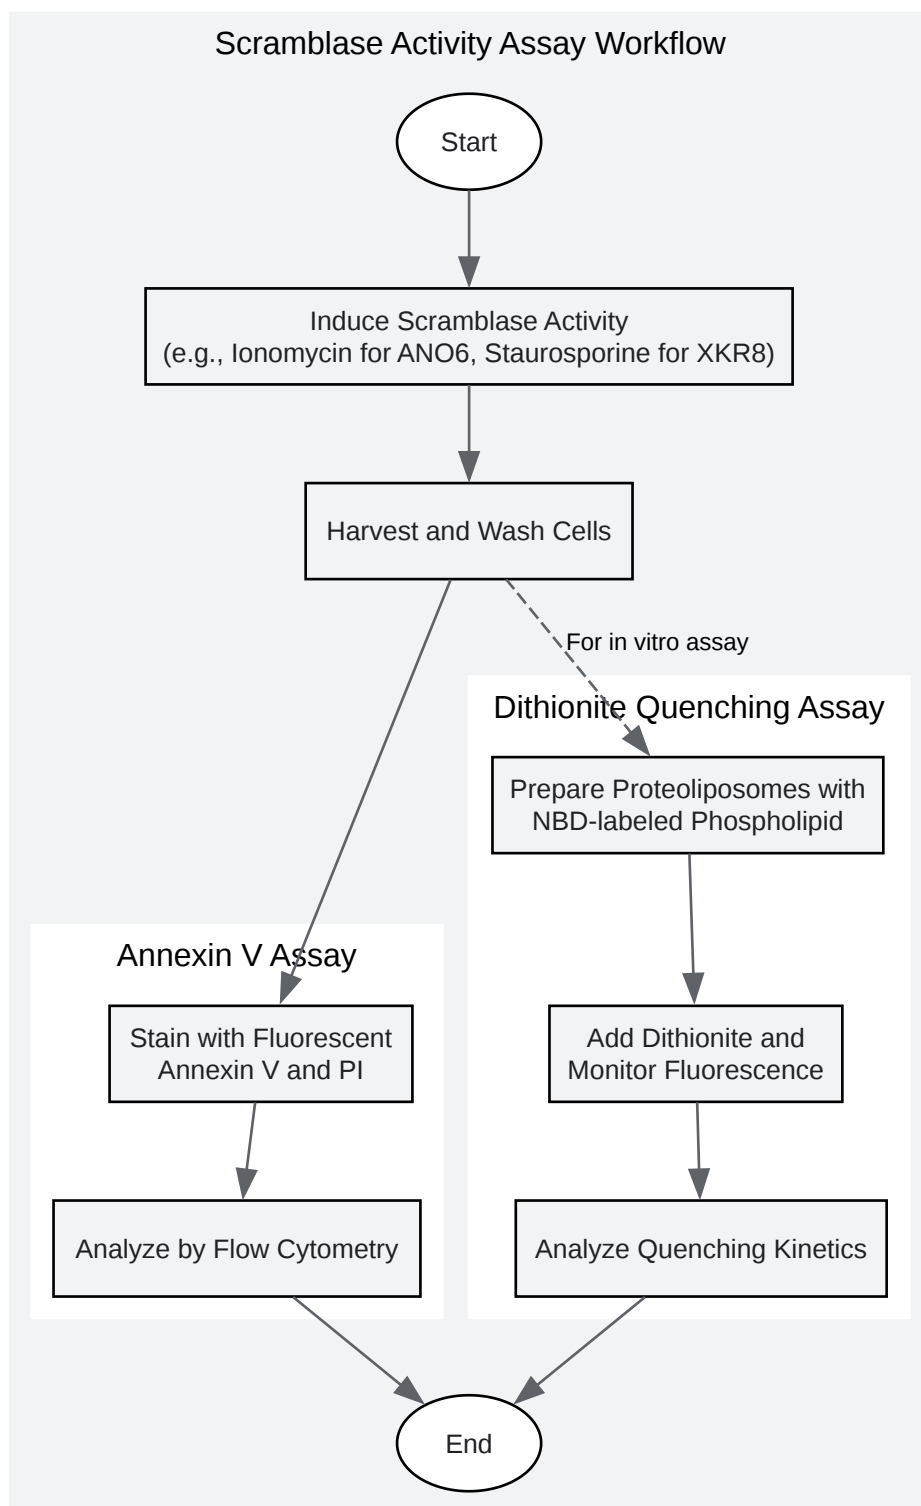 Scramblase Activity Assay Workflow
Start
Induce Scramblase Activity
(e.g., Ionomycin for ANO6, Staurosporine for XKR8)
Harvest and Wash Cells
For in vitro assay
Dithionite Quenching Assay
Prepare Proteoliposomes with
NBD-labeled Phospholipid
Annexin V Assay
Stain with Fluorescent
Annexin V and PI
Add Dithionite and
Monitor Fluorescence
Analyze by Flow Cytometry
Analyze Quenching Kinetics
End